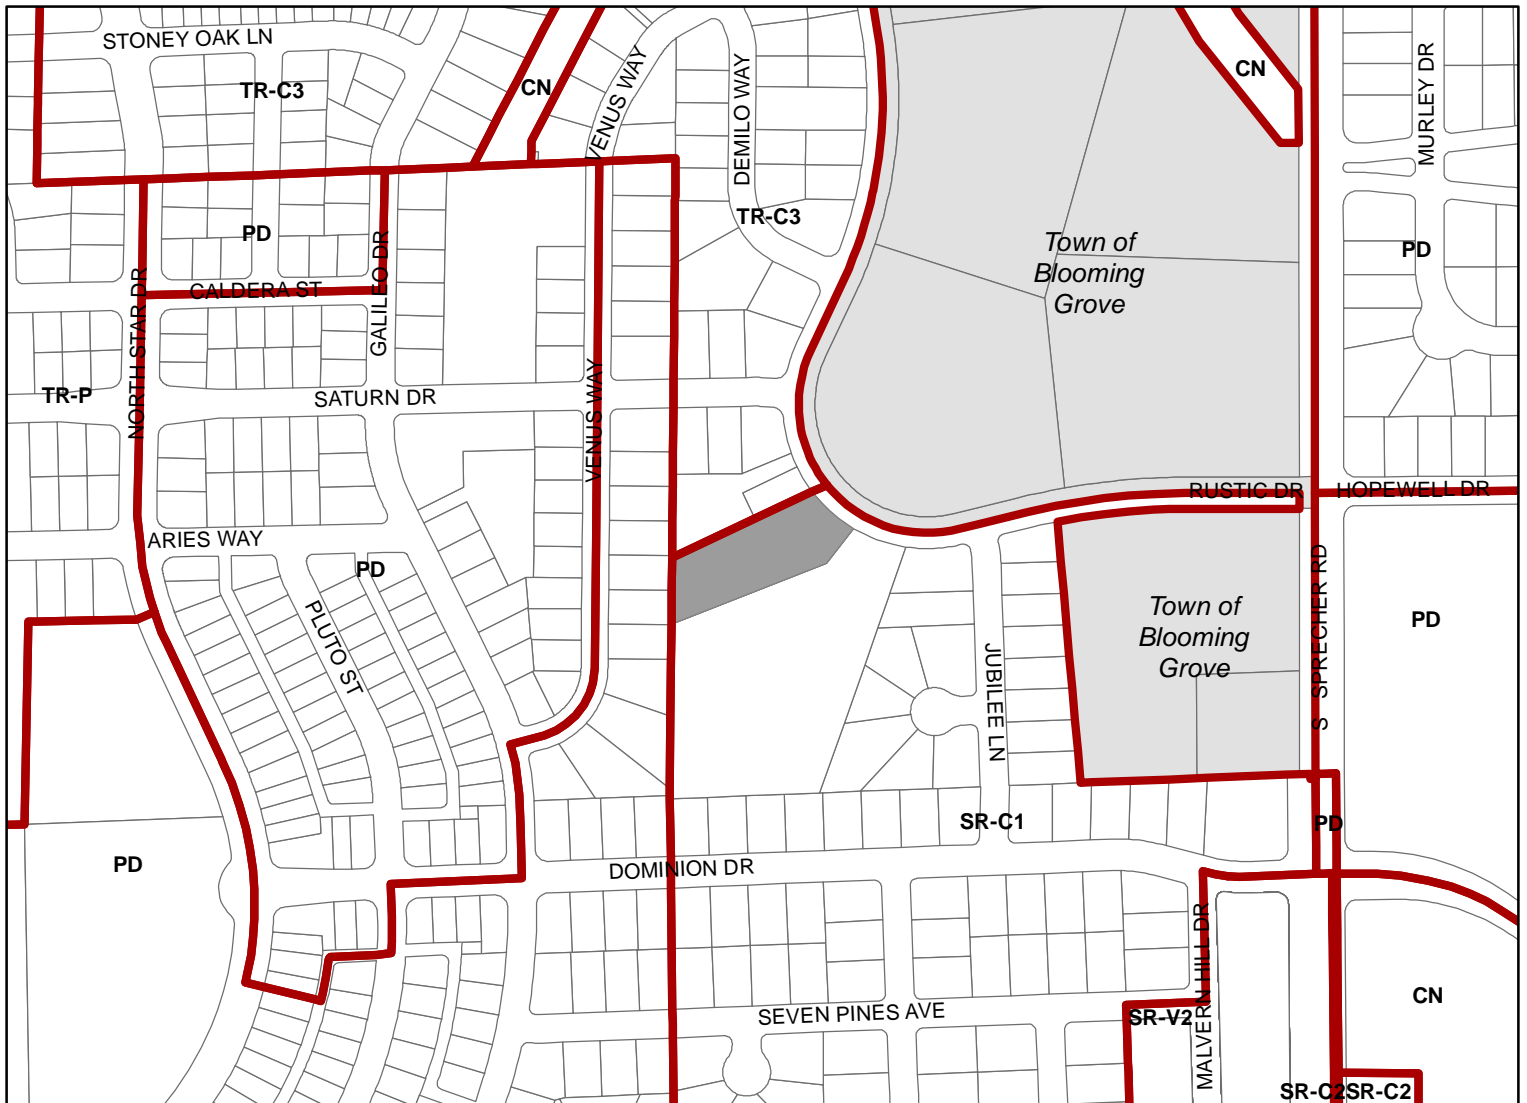 STONEY OAK LN
TR-C3
CN
VENUS WAY
DEMILO WAY
CN
MURLEY DR
TR-C3
PD
Town of
Blooming
Grove
PD
CALDERA ST
GALILEO DR
NORTH STAR DR
TR-P
SATURN DR
VENUS WAY
RUSTIC DR
HOPEWELL DR
ARIES WAY
PD
PLUTO ST
Town of
Blooming
Grove
S SPRECHER RD
PD
JUBILEE LN
SR-C1
PD
PD
DOMINION DR
MALVERN HILL DR
CN
SEVEN PINES AVE
SR-V2
SR-C2
SR-C2